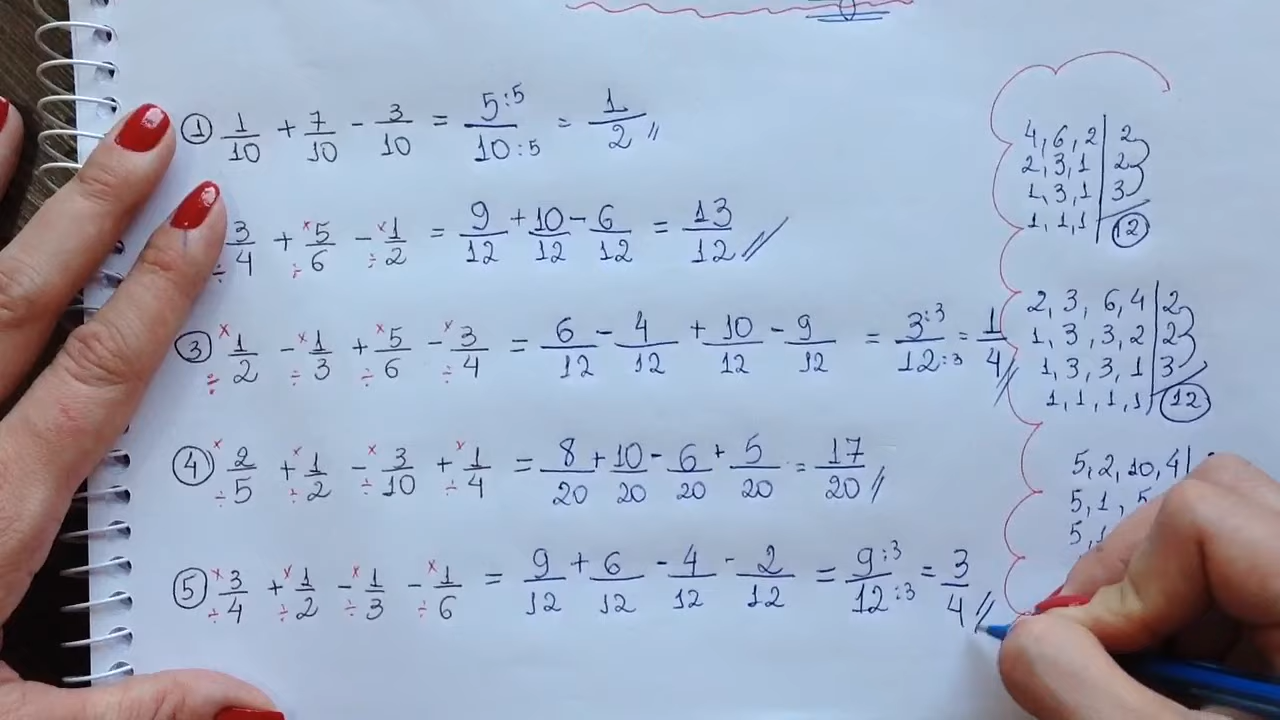 ① 1/10 + 7/10 - 3/10 = 5:5/10:5 = 1/2 //
3/4 + 5/6 - 1/2 = 9/12 + 10/12 - 6/12 = 13/12 //
③ 1/2 - 1/3 + 5/6 - 3/4 = 6/12 - 4/12 + 10/12 - 9/12 = 3:3/12:3 = 1/4 //
④ 2/5 + 1/2 - 3/10 + 1/4 = 8/20 + 10/20 - 6/20 + 5/20 = 17/20 //
⑤ 3/4 + 1/2 - 1/3 - 1/6 = 9/12 + 6/12 - 4/12 - 2/12 = 9:3/12:3 = 3/4 //
4, 6, 2 | 2
2, 3, 1 | 2
1, 3, 1 | 3
1, 1, 1 | 12
2, 3, 6, 4 | 2
1, 3, 3, 2 | 2
1, 3, 3, 1 | 3
1, 1, 1, 1 | 12
5, 2, 10, 4 |
5, 1, 5
5, 1